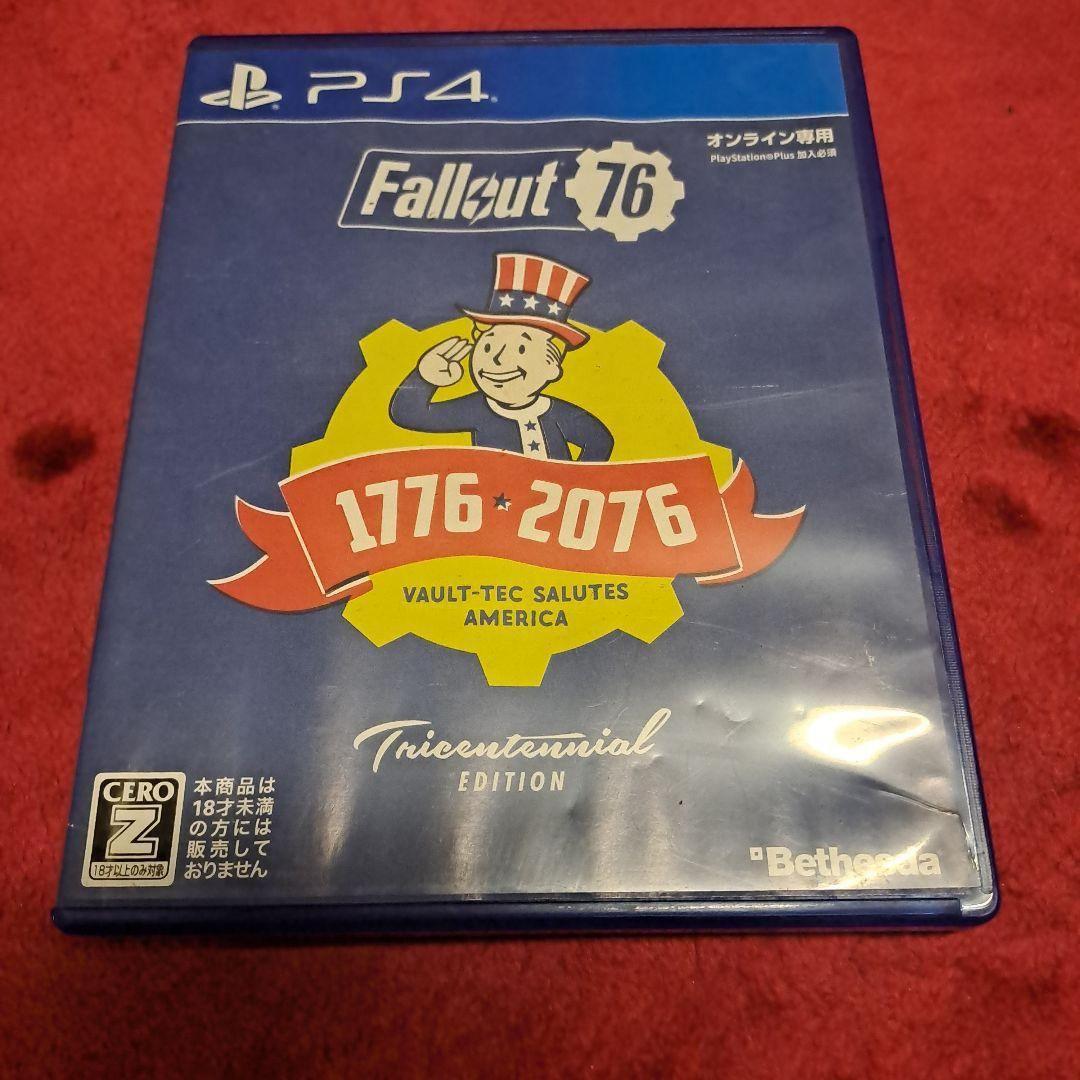 PS4
オンライン専用
PlayStation®Plus 加入必須
Fallout 76
1776 ★ 2076
VAULT-TEC SALUTES
AMERICA
Tricentennial
EDITION
CERO
Z
18才以上のみ対象
本商品は
18才未満
の方には
販売して
おりません
Bethesda